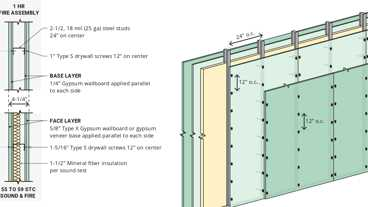 1 HR
FIRE ASSEMBLY
2-1/2, 18 mil (25 ga) steel studs
24" on center
1" Type S drywall screws 12" on center
BASE LAYER
1/4" Gypsum wallboard applied parallel
to each side
4-1/4"
FACE LAYER
5/8" Type X Gypsum wallboard or gypsum
veneer base applied parallel to each side
1-5/16" Type S drywall screws 12" on center
1-1/2" Mineral fiber insulation
per sound test
55 TO 59 STC
SOUND & FIRE
24" o.c.
12" o.c.
12" o.c.